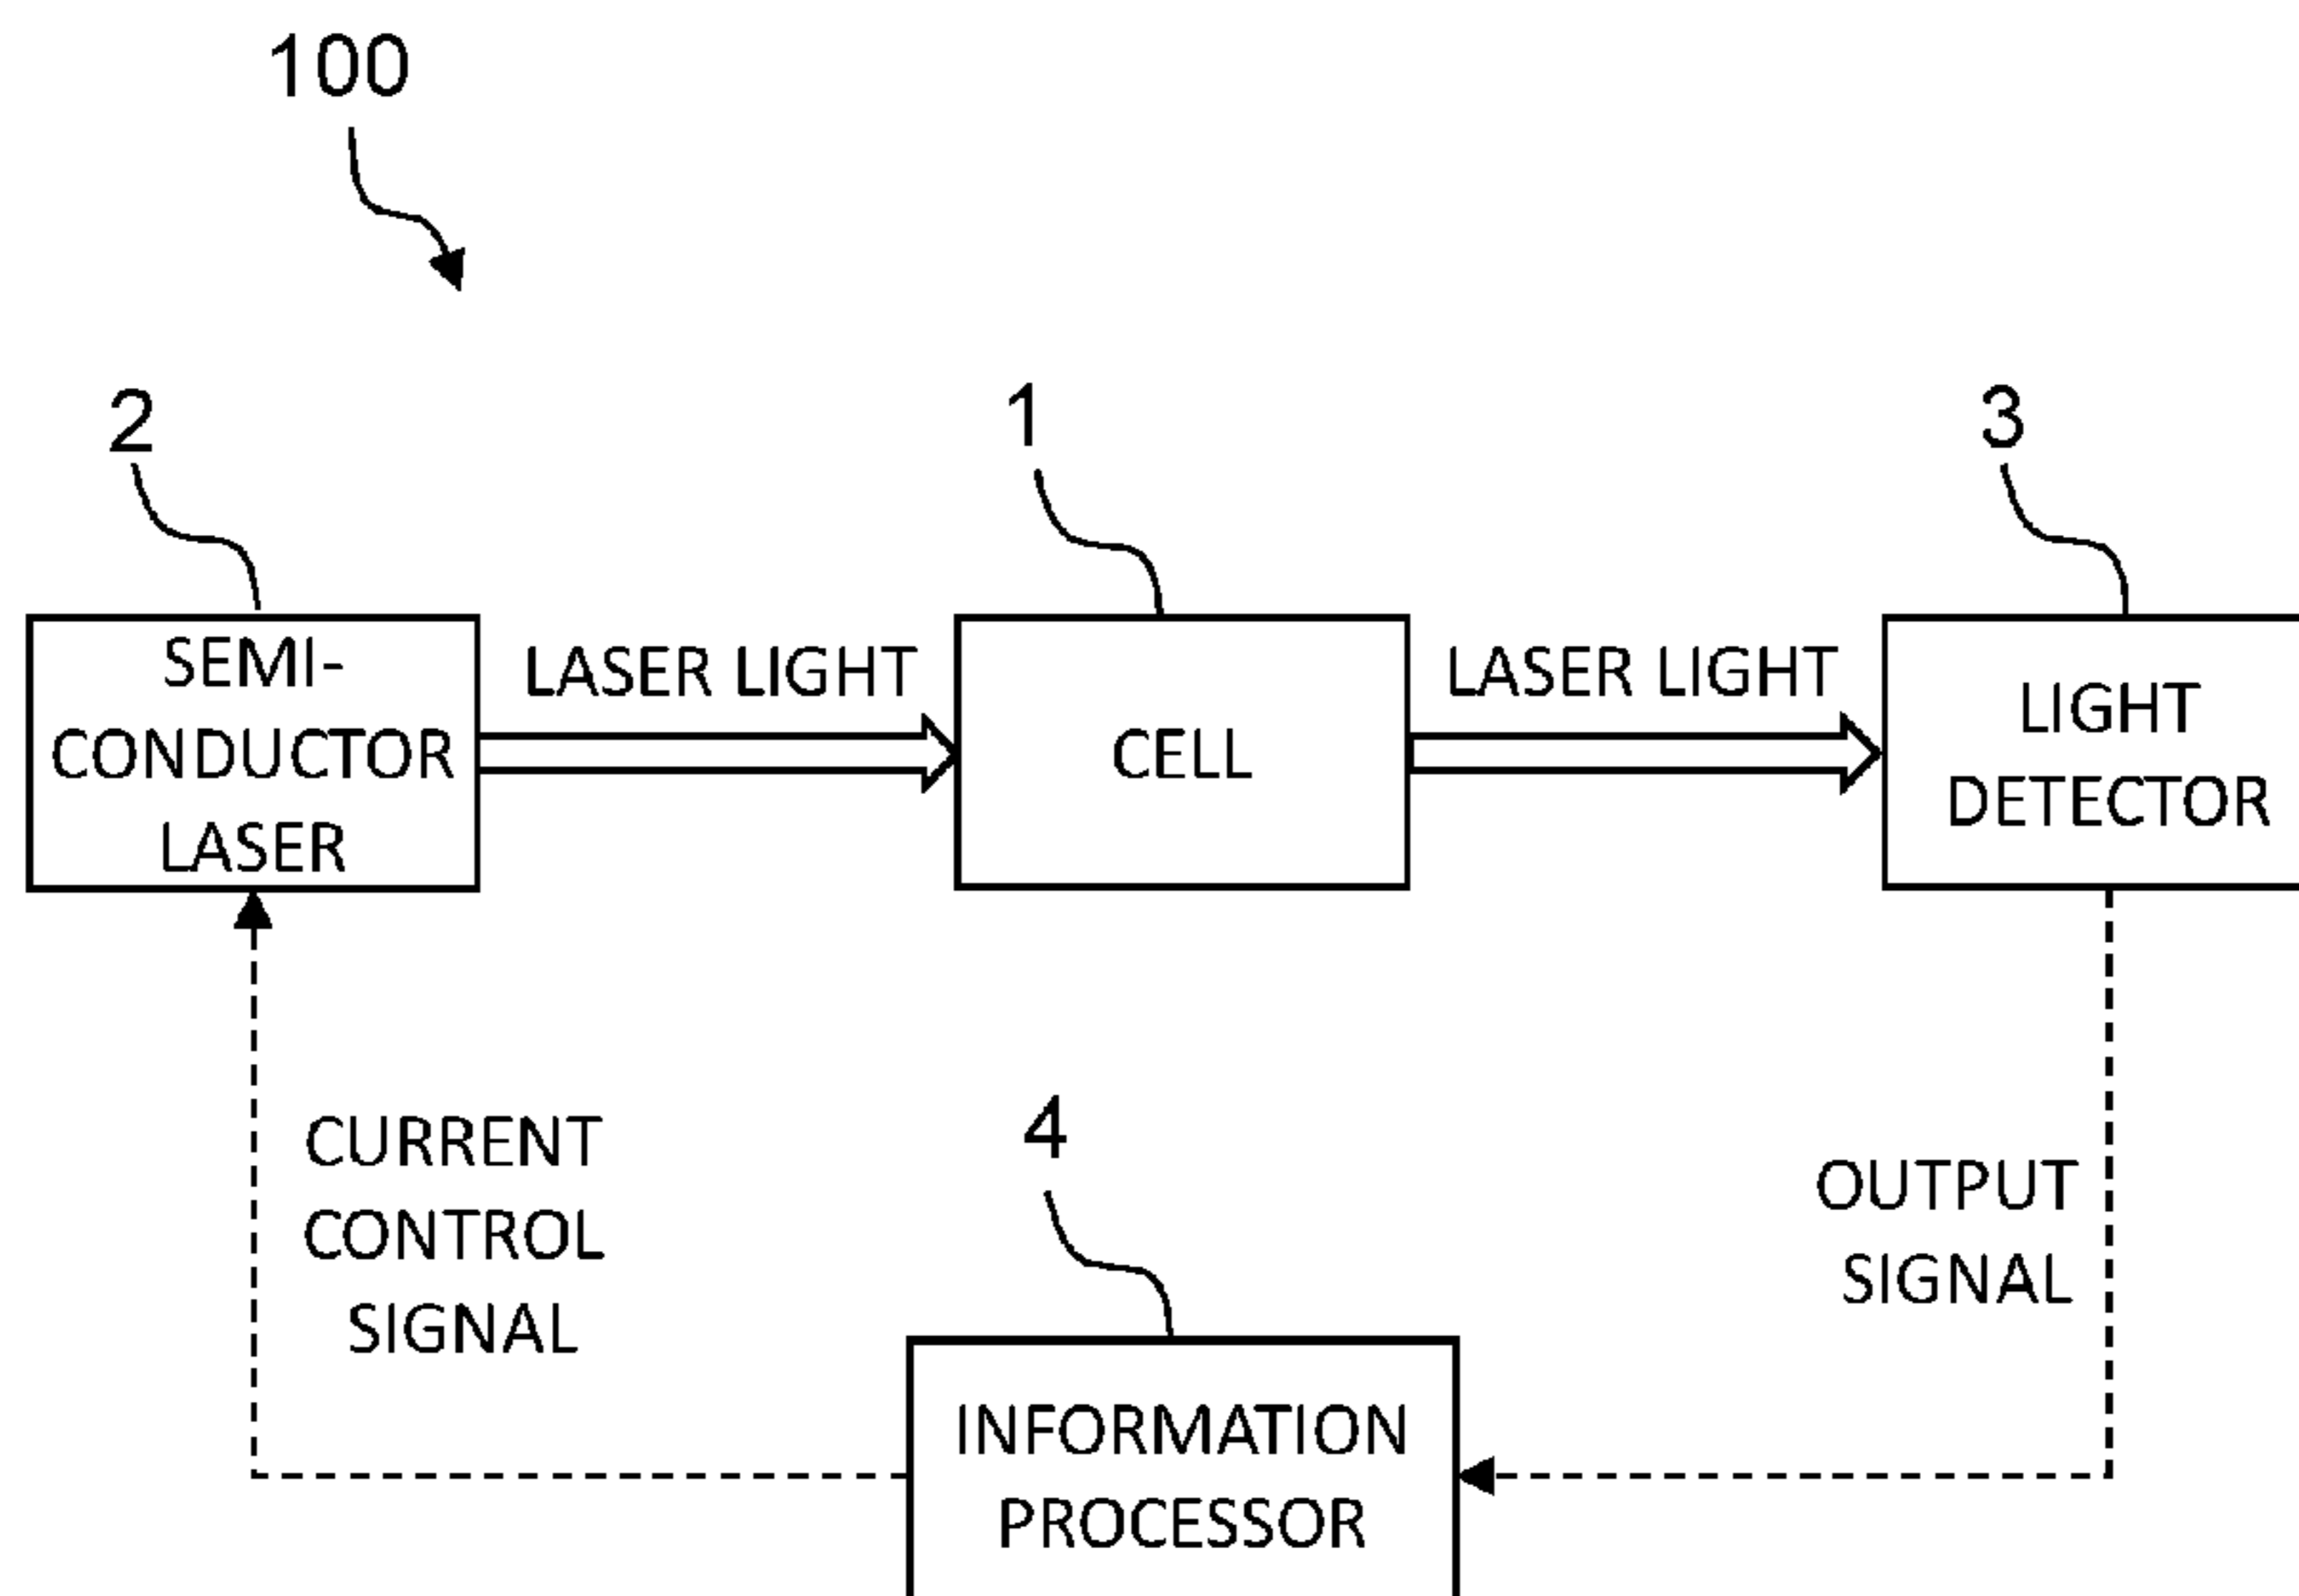 100
2
1
3
SEMI-
CONDUCTOR
LASER
LASER LIGHT
CELL
LASER LIGHT
LIGHT
DETECTOR
CURRENT
CONTROL
SIGNAL
4
OUTPUT
SIGNAL
INFORMATION
PROCESSOR